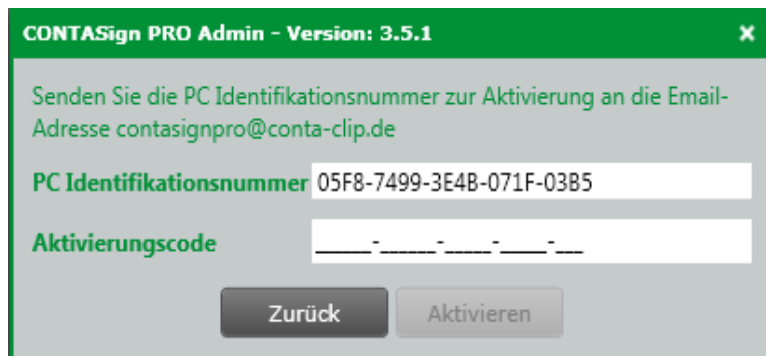 CONTASign PRO Admin - Version: 3.5.1
Senden Sie die PC Identifikationsnummer zur Aktivierung an die Email-
Adresse contasignpro@conta-clip.de
PC Identifikationsnummer 05F8-7499-3E4B-071F-03B5
Aktivierungscode _____-______-_____-_____-___
Zurück Aktivieren